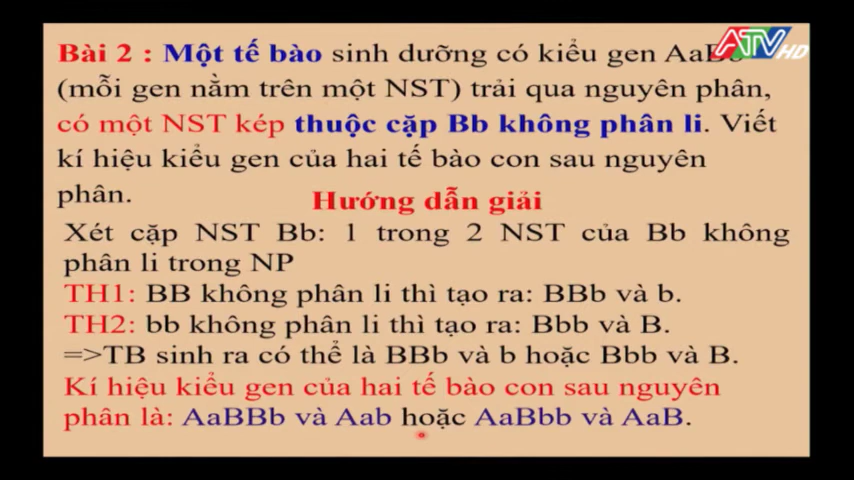 Bài 2 : Một tế bào sinh dưỡng có kiểu gen AaBb
ATV HD
(mỗi gen nằm trên một NST) trải qua nguyên phân,
có một NST kép thuộc cặp Bb không phân li. Viết
kí hiệu kiểu gen của hai tế bào con sau nguyên
phân.
Hướng dẫn giải
Xét cặp NST Bb: 1 trong 2 NST của Bb không
phân li trong NP
TH1: BB không phân li thì tạo ra: BBb và b.
TH2: bb không phân li thì tạo ra: Bbb và B.
=>TB sinh ra có thể là BBb và b hoặc Bbb và B.
Kí hiệu kiểu gen của hai tế bào con sau nguyên
phân là: AaBBb và Aab hoặc AaBbb và AaB.